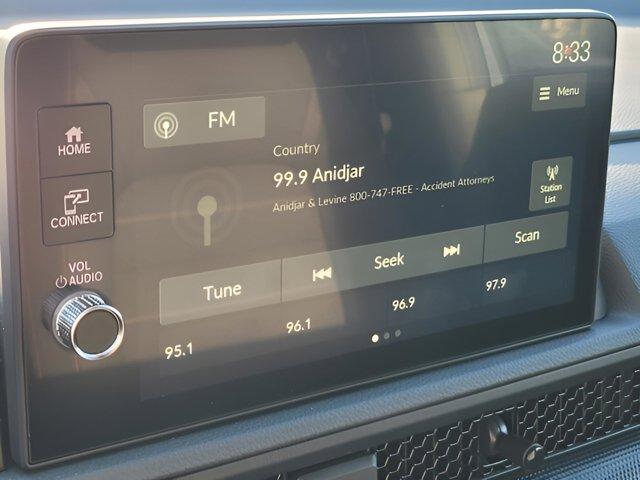 8:33
FM
Menu
HOME
Country
99.9 Anidjar
Anidjar & Levine 800-747-FREE - Accident Attorneys
CONNECT
Station
List
VOL
AUDIO
Tune
Seek
Scan
95.1
96.1
96.9
97.9